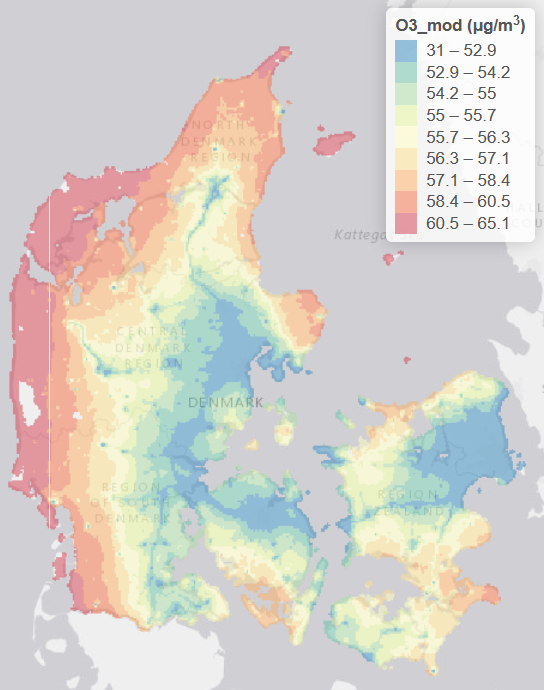 O3_mod (µg/m³)
31 – 52.9
52.9 – 54.2
54.2 – 55
55 – 55.7
55.7 – 56.3
56.3 – 57.1
57.1 – 58.4
58.4 – 60.5
60.5 – 65.1
NORTH
DENMARK
REGION
Kattega
CENTRAL
DENMARK
REGION
DENMARK
REGION
OF SOUTH
DENMARK
REGION
ZEALAND